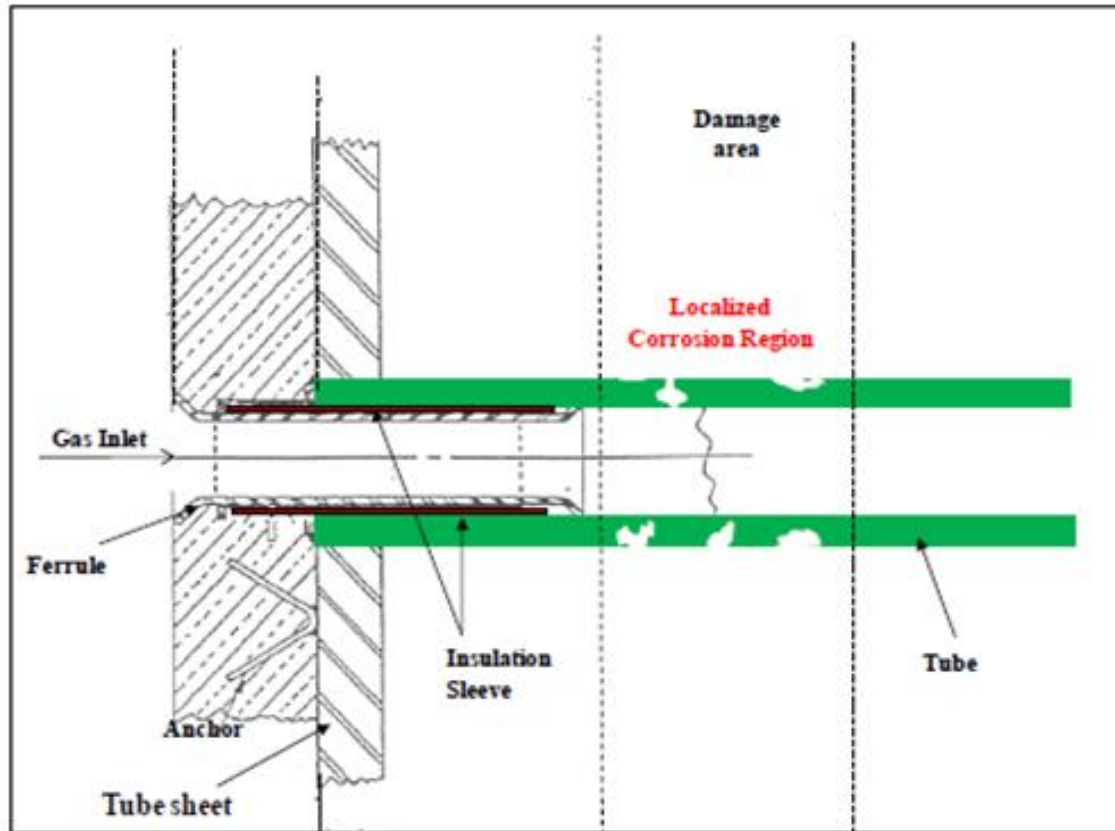 Damage
area
Localized
Corrosion Region
Gas Inlet
Ferrule
Insulation
Sleeve
Tube
Anchor
Tube sheet